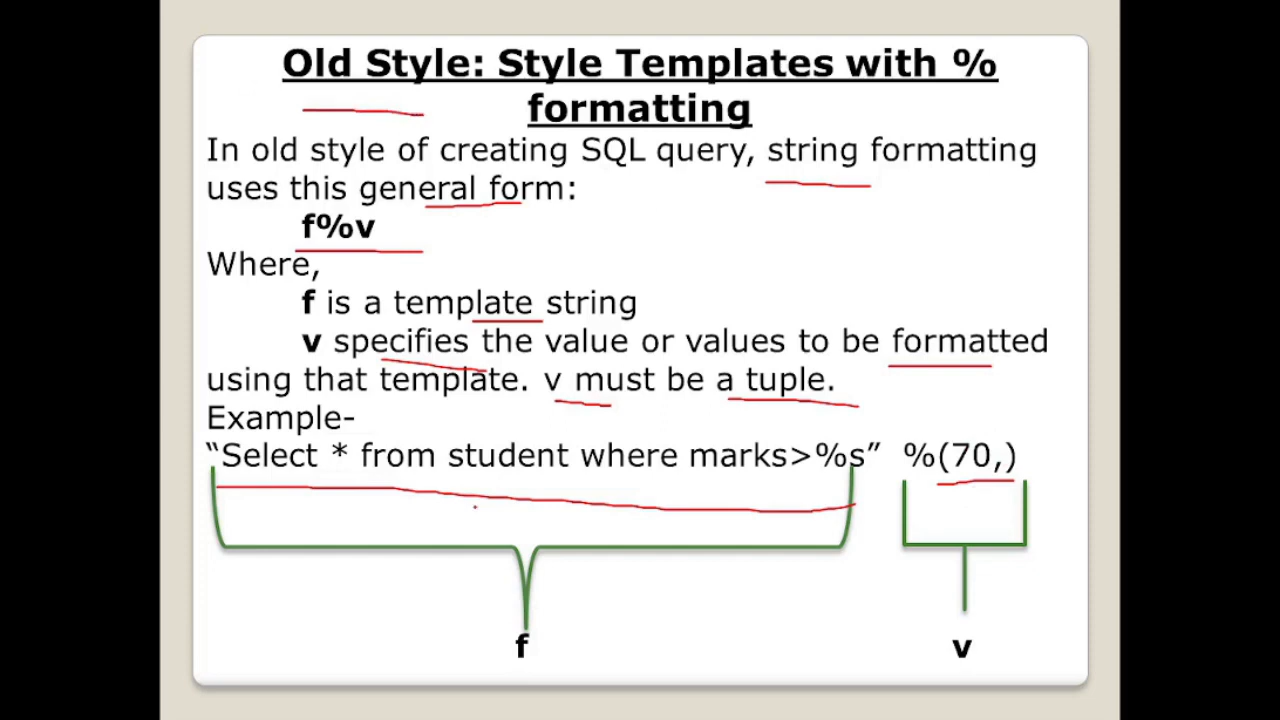 Old Style: Style Templates with %
formatting
In old style of creating SQL query, string formatting
uses this general form:
f%v
Where,
f is a template string
v specifies the value or values to be formatted
using that template. v must be a tuple.
Example-
“Select * from student where marks>%s” %(70,)
f v